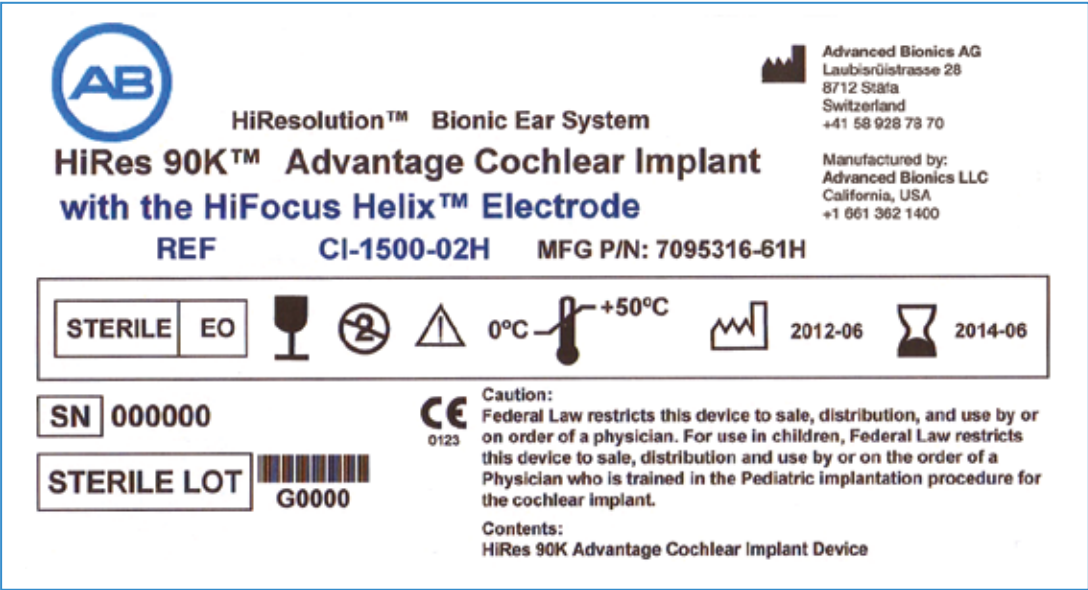 AB
HiResolution™ Bionic Ear System
HiRes 90K™ Advantage Cochlear Implant
with the HiFocus Helix™ Electrode
REF CI-1500-02H MFG P/N: 7095316-61H
Advanced Bionics AG
Laubisrüistrasse 28
8712 Stäfa
Switzerland
+41 58 928 78 70
Manufactured by:
Advanced Bionics LLC
California, USA
+1 661 362 1400
STERILE EO 2 0ºC +50ºC 2012-06 2014-06
SN 000000
STERILE LOT
G0000
CE
0123
Caution:
Federal Law restricts this device to sale, distribution, and use by or
on order of a physician. For use in children, Federal Law restricts
this device to sale, distribution and use by or on the order of a
Physician who is trained in the Pediatric implantation procedure for
the cochlear implant.
Contents:
HiRes 90K Advantage Cochlear Implant Device